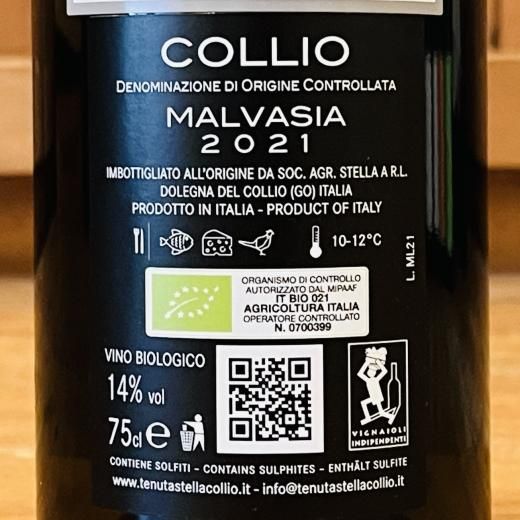 COLLIO
DENOMINAZIONE DI ORIGINE CONTROLLATA
MALVASIA
2021
IMBOTTIGLIATO ALL'ORIGINE DA SOC. AGR. STELLA A R.L.
DOLEGNA DEL COLLIO (GO) ITALIA
PRODOTTO IN ITALIA - PRODUCT OF ITALY
10-12°C
L. ML21
ORGANISMO DI CONTROLLO
AUTORIZZATO DAL MIPAAF
IT BIO 021
AGRICOLTURA ITALIA
OPERATORE CONTROLLATO
N. 0700399
VINO BIOLOGICO
14% vol
75cl e
VIGNAIOLI
INDIPENDENTI
CONTIENE SOLFITI - CONTAINS SULPHITES - ENTHÄLT SULFITE
www.tenutastellacollio.it - info@tenutastellacollio.it